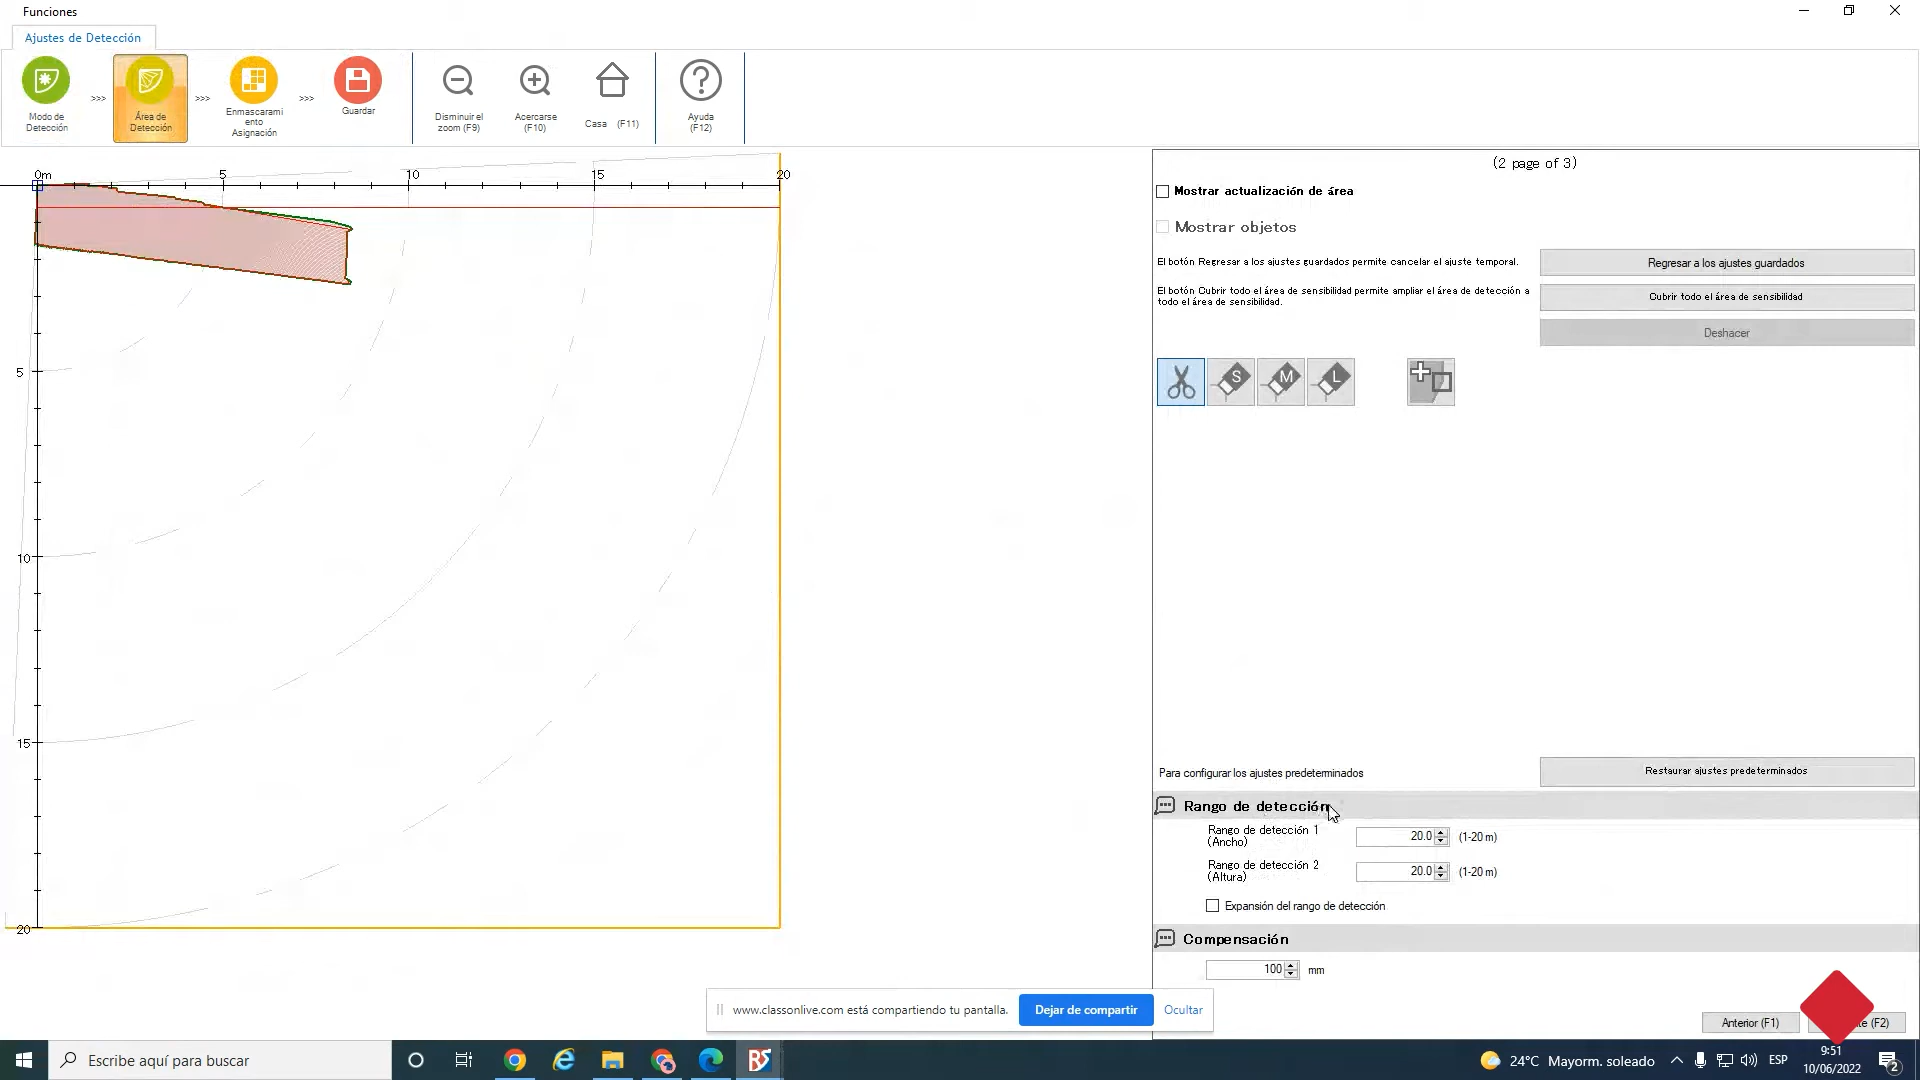 Funciones
Ajustes de Detección
Modo de
Detección
>>>
Área de
Detección
>>>
Enmascarami
ento
Asignación
>>>
Guardar
Disminuir el
zoom (F9)
Acercarse
(F10)
Casa (F11)
Ayuda
(F12)
0m 5 10 15 20
5
10
15
20
(2 page of 3)
Mostrar actualización de área
Mostrar objetos
El botón Regresar a los ajustes guardados permite cancelar el ajuste temporal.
Regresar a los ajustes guardados
El botón Cubrir todo el área de sensibilidad permite ampliar el área de detección a
todo el área de sensibilidad.
Cubrir todo el área de sensibilidad
Deshacer
S M L
Para configurar los ajustes predeterminados
Restaurar ajustes predeterminados
Rango de detección
Rango de detección 1
(Ancho)
20.0 (1-20 m)
Rango de detección 2
(Altura)
20.0 (1-20 m)
Expansión del rango de detección
Compensación
100 mm
www.classonlive.com está compartiendo tu pantalla.
Dejar de compartir
Ocultar
Anterior (F1)
te (F2)
Escribe aquí para buscar
24°C Mayorm. soleado
ESP
9:51
10/06/2022
2